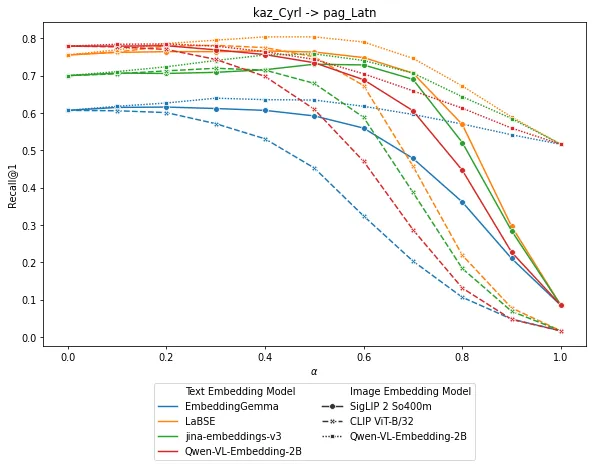 kaz_Cyrl -> pag_Latn
Recall@1
0.8
0.7
0.6
0.5
0.4
0.3
0.2
0.1
0.0
0.0
0.2
0.4
0.6
0.8
1.0
α
Text Embedding Model
EmbeddingGemma
LaBSE
jina-embeddings-v3
Qwen-VL-Embedding-2B
Image Embedding Model
SigLIP 2 So400m
CLIP ViT-B/32
Qwen-VL-Embedding-2B